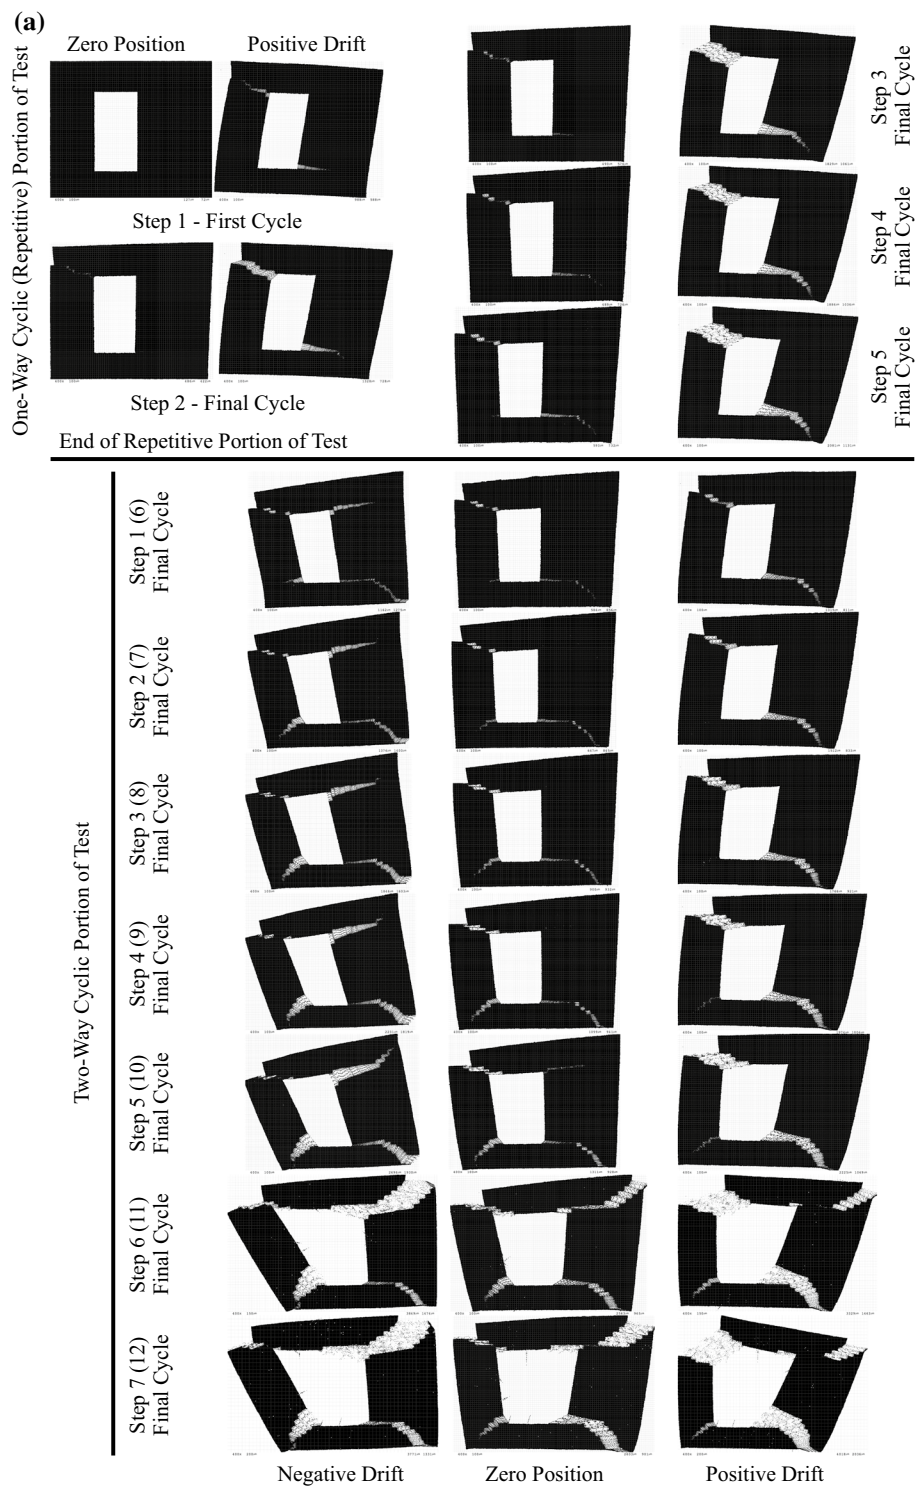 (a)
One-Way Cyclic (Repetitive) Portion of Test
Zero Position
Positive Drift
Step 1 - First Cycle
Step 2 - Final Cycle
End of Repetitive Portion of Test
Step 3
Final Cycle
Step 4
Final Cycle
Step 5
Final Cycle
Two-Way Cyclic Portion of Test
Step 1 (6)
Final Cycle
Step 2 (7)
Final Cycle
Step 3 (8)
Final Cycle
Step 4 (9)
Final Cycle
Step 5 (10)
Final Cycle
Step 6 (11)
Final Cycle
Step 7 (12)
Final Cycle
Negative Drift
Zero Position
Positive Drift